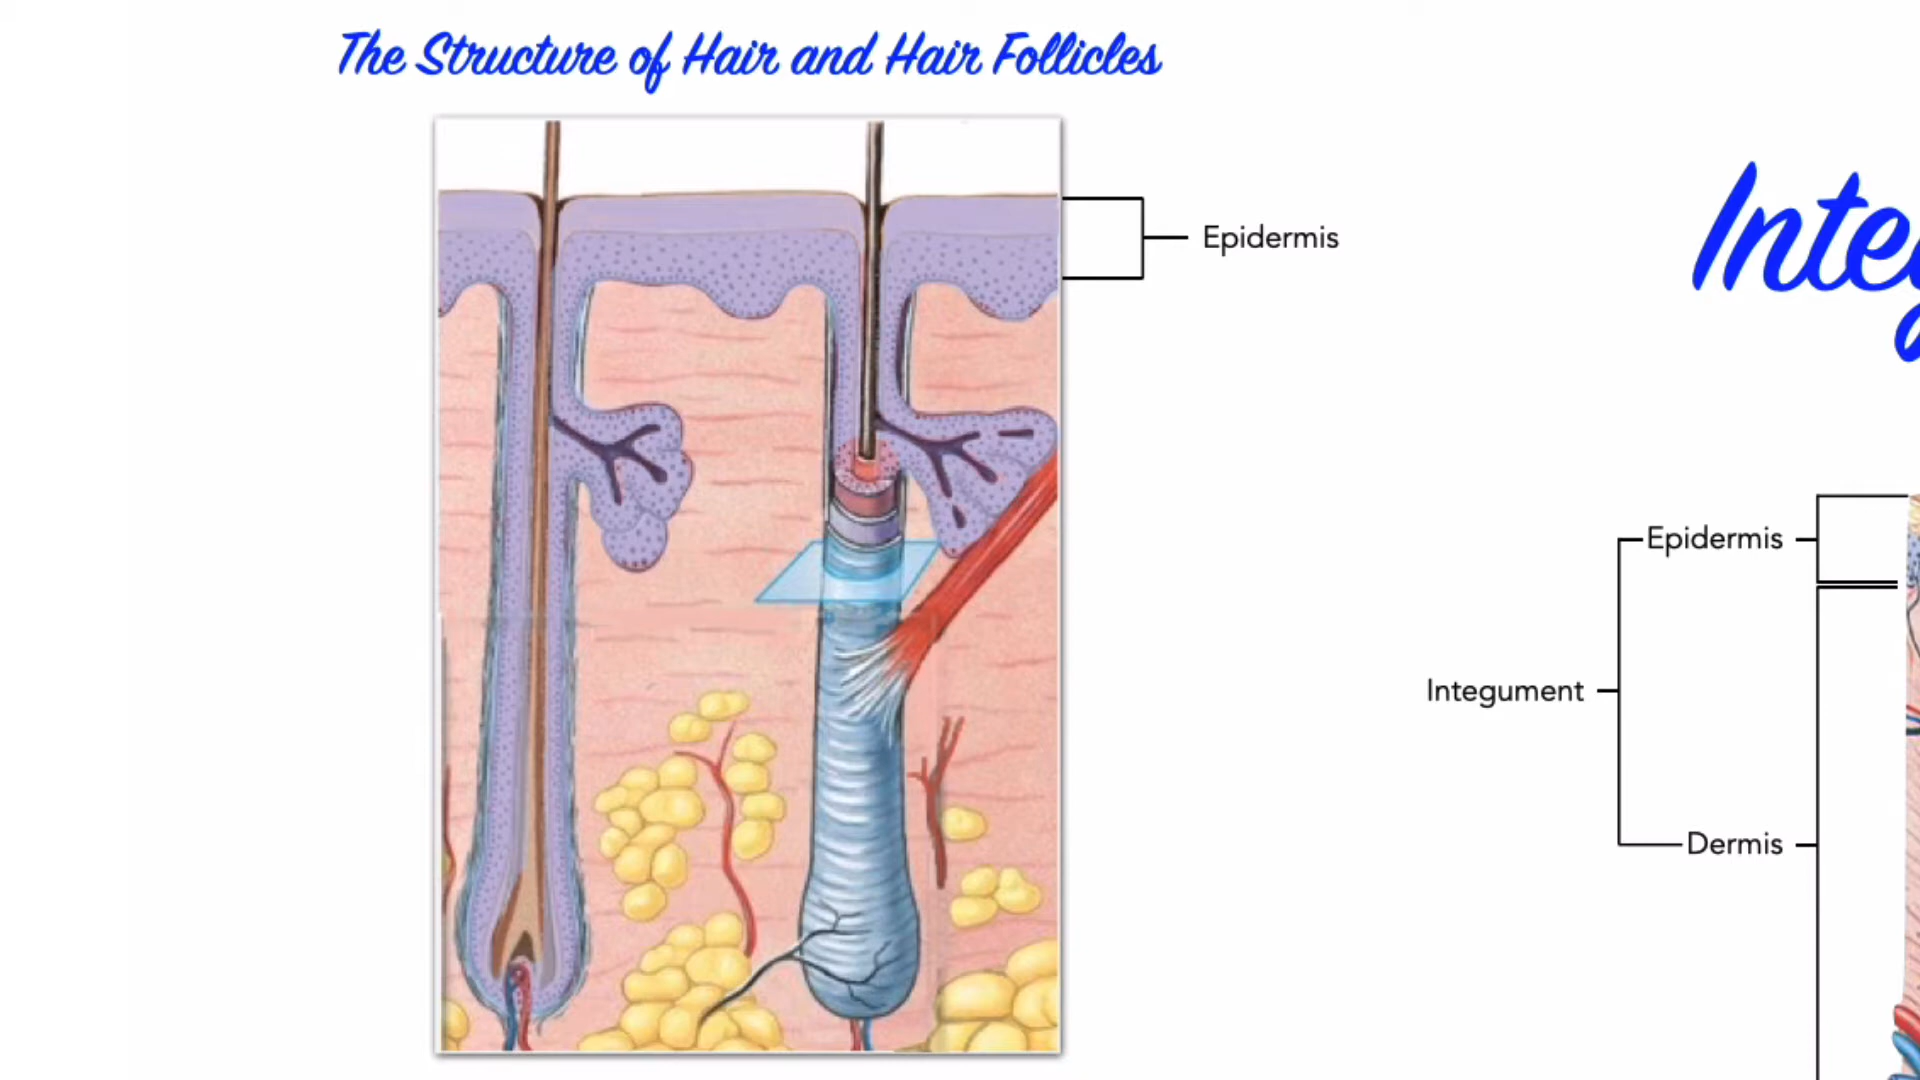 The Structure of Hair and Hair Follicles
Epidermis
Epidermis
Integument
Dermis